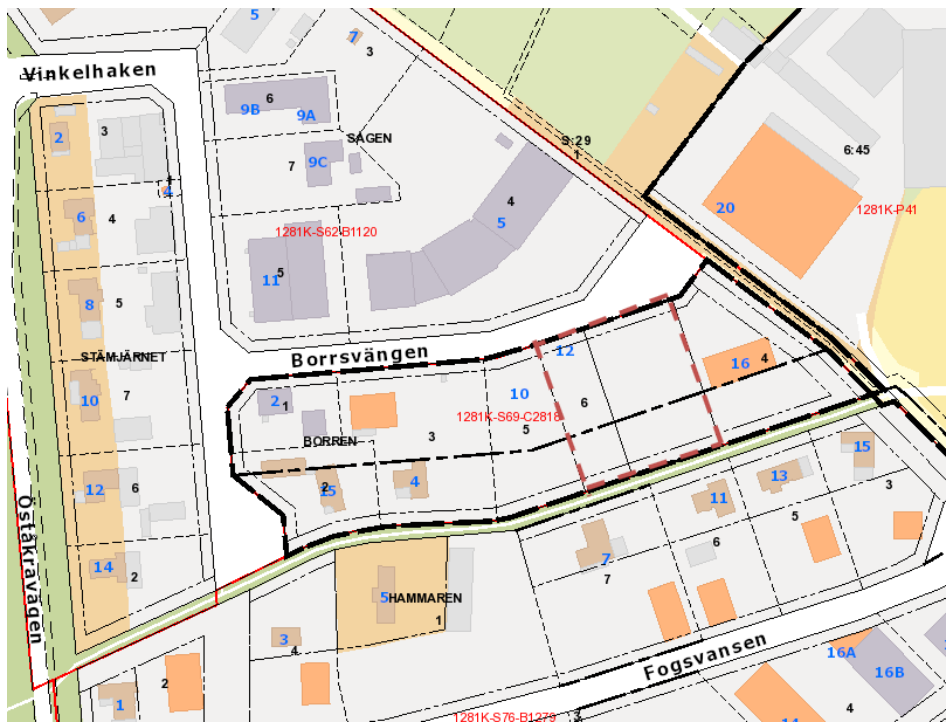 5
7
3
Vinkelhaken
6
9B
9A
SÅGEN
S:29
1
6:45
2
3
7
9C
4
4
5
20
1281K-P41
6
4
1281K-S62-B1120
11
5
8
5
Borrsvängen
12
16
4
STÄMJÄRNET
10
7
2
1
10
6
1281K-S69-C2818
5
BORREN
3
15
12
6
2
15
4
13
3
11
5
Öståkravägen
14
2
7
6
7
5
HAMMAREN
1
3
4
Fogsvansen
16A
16B
2
1
4
1281K-S76-B1279
3